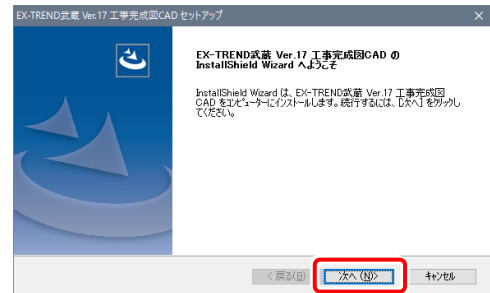 EX-TREND武蔵 Ver.17 工事完成図CAD セットアップ
EX-TREND武蔵 Ver.17 工事完成図CAD の
InstallShield Wizard へようこそ
InstallShield Wizard は、EX-TREND武蔵 Ver.17 工事完成図
CAD をコンピューターにインストールします。続行するには、[次へ] をクリックし
てください。
< 戻る(B)
次へ(N)>
キャンセル